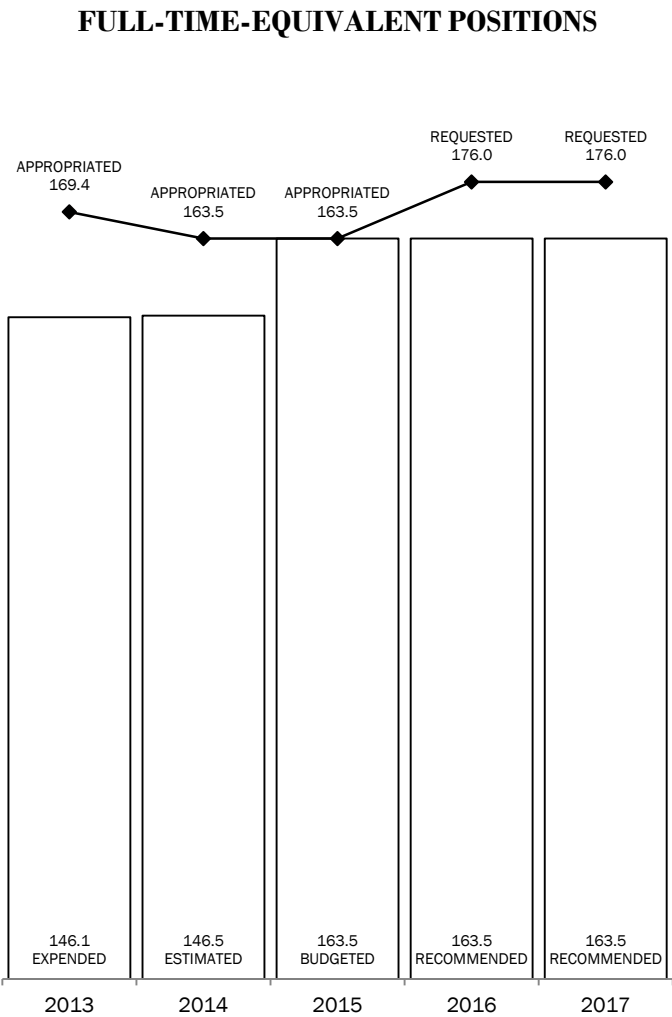 FULL-TIME-EQUIVALENT POSITIONS
APPROPRIATED
169.4
APPROPRIATED
163.5
APPROPRIATED
163.5
REQUESTED
176.0
REQUESTED
176.0
146.1
EXPENDED
146.5
ESTIMATED
163.5
BUDGETED
163.5
RECOMMENDED
163.5
RECOMMENDED
2013
2014
2015
2016
2017